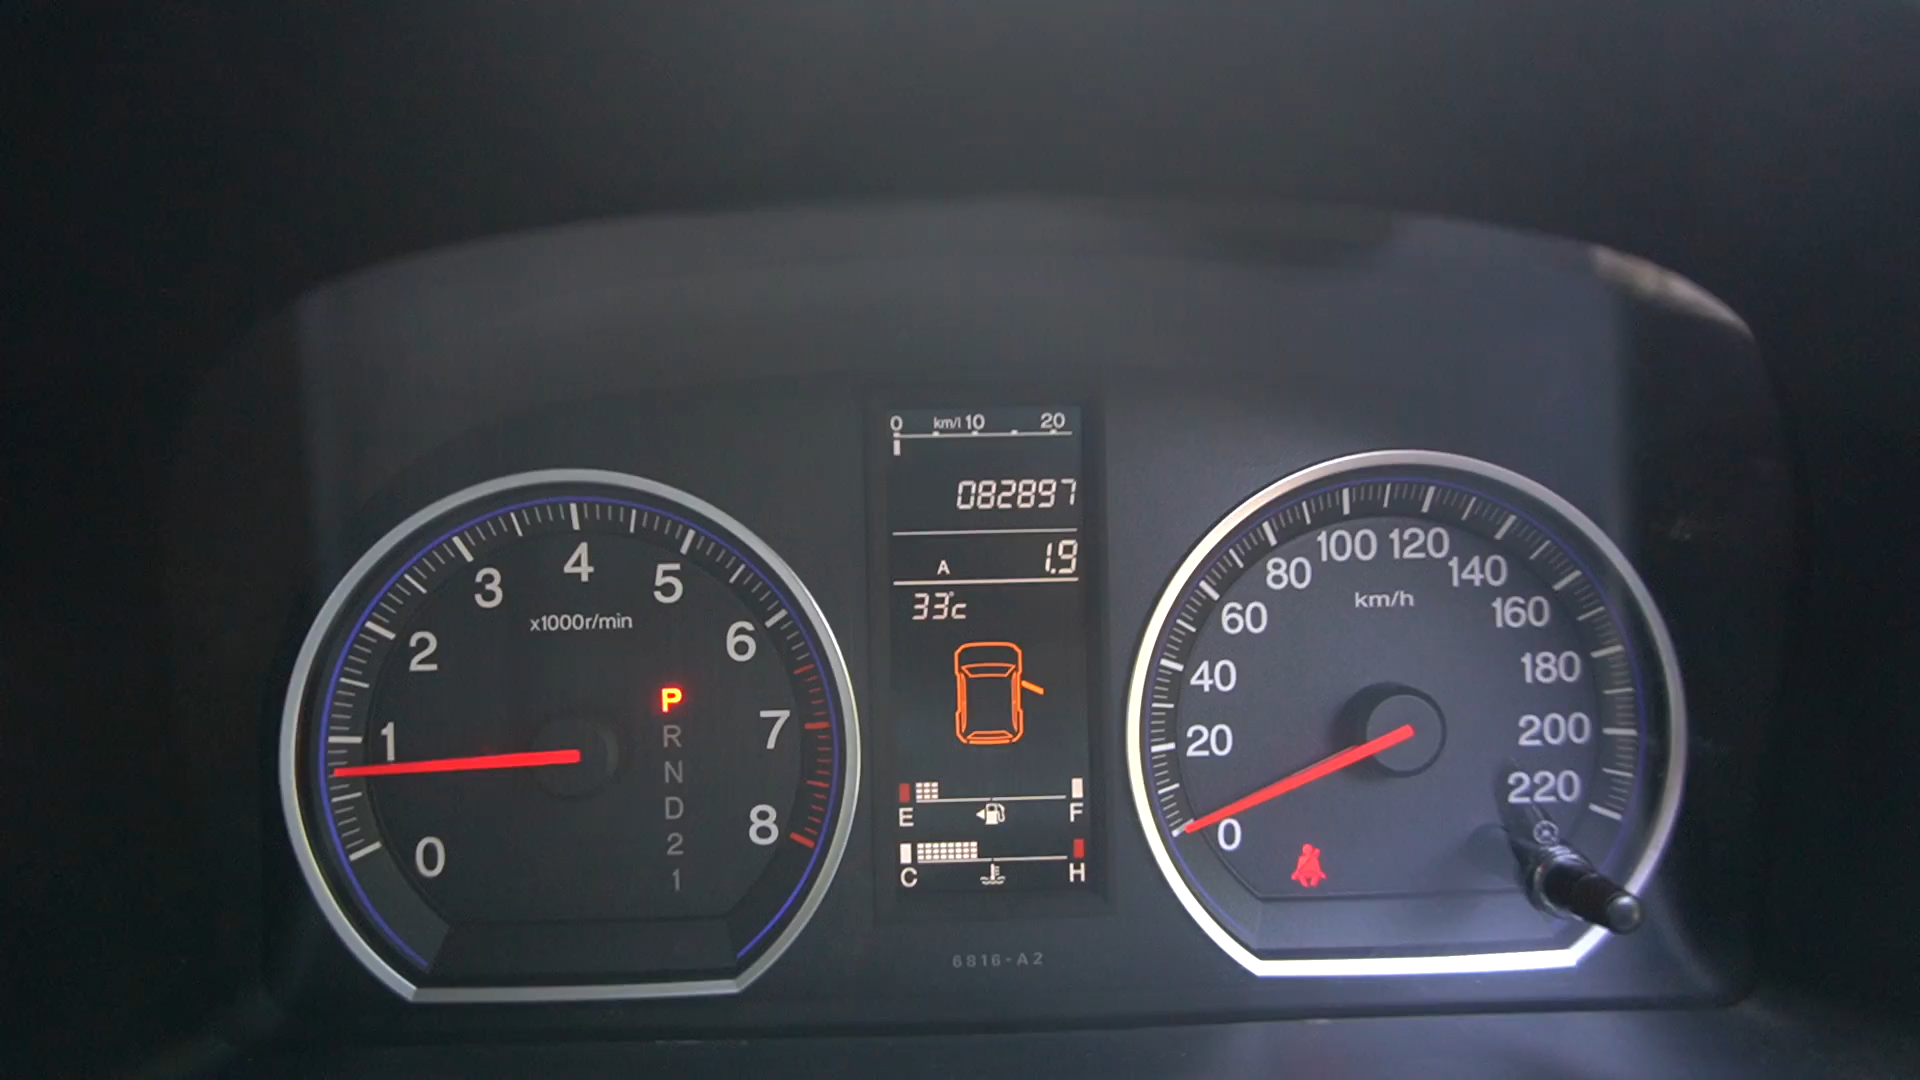 0 km/l 10 20
082897
A 1.9
33°c
E F
C H
6816-A2
0 1 2 3 4 5 6 7 8
x1000r/min
P
R
N
D
2
1
0 20 40 60 80 100 120 140 160 180 200 220
km/h